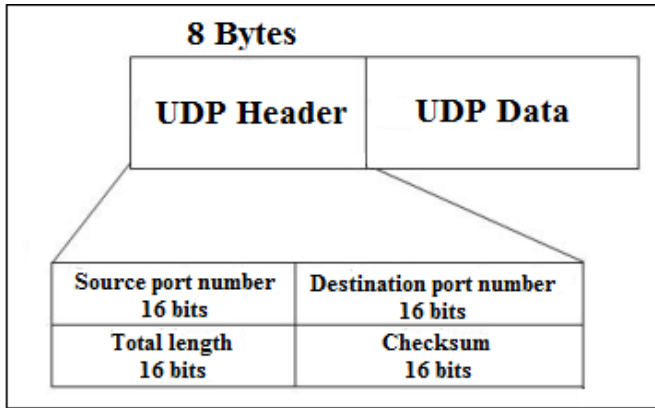 8 Bytes
UDP Header
UDP Data
Source port number
16 bits
Destination port number
16 bits
Total length
16 bits
Checksum
16 bits